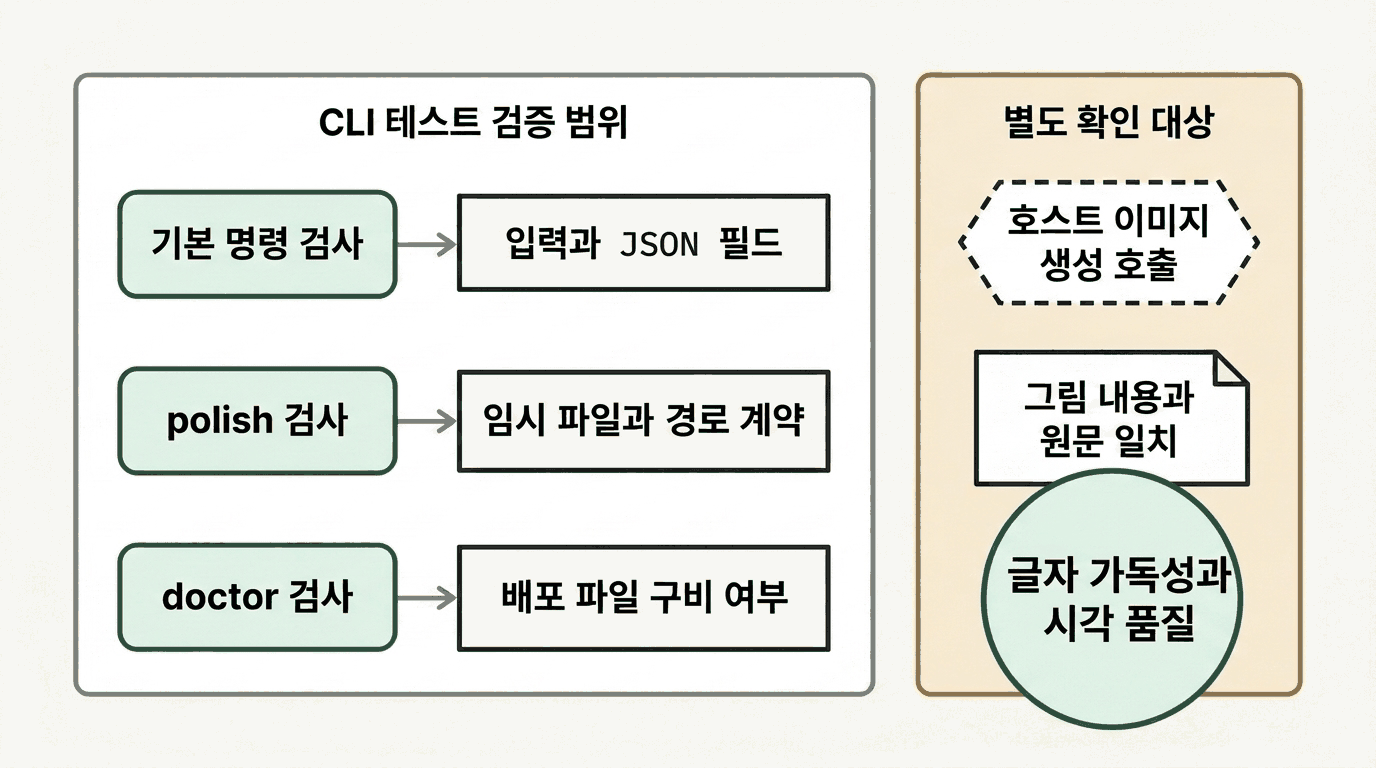 CLI 테스트 검증 범위
기본 명령 검사
입력과 JSON 필드
polish 검사
임시 파일과 경로 계약
doctor 검사
배포 파일 구비 여부
별도 확인 대상
호스트 이미지
생성 호출
그림 내용과
원문 일치
글자 가독성과
시각 품질